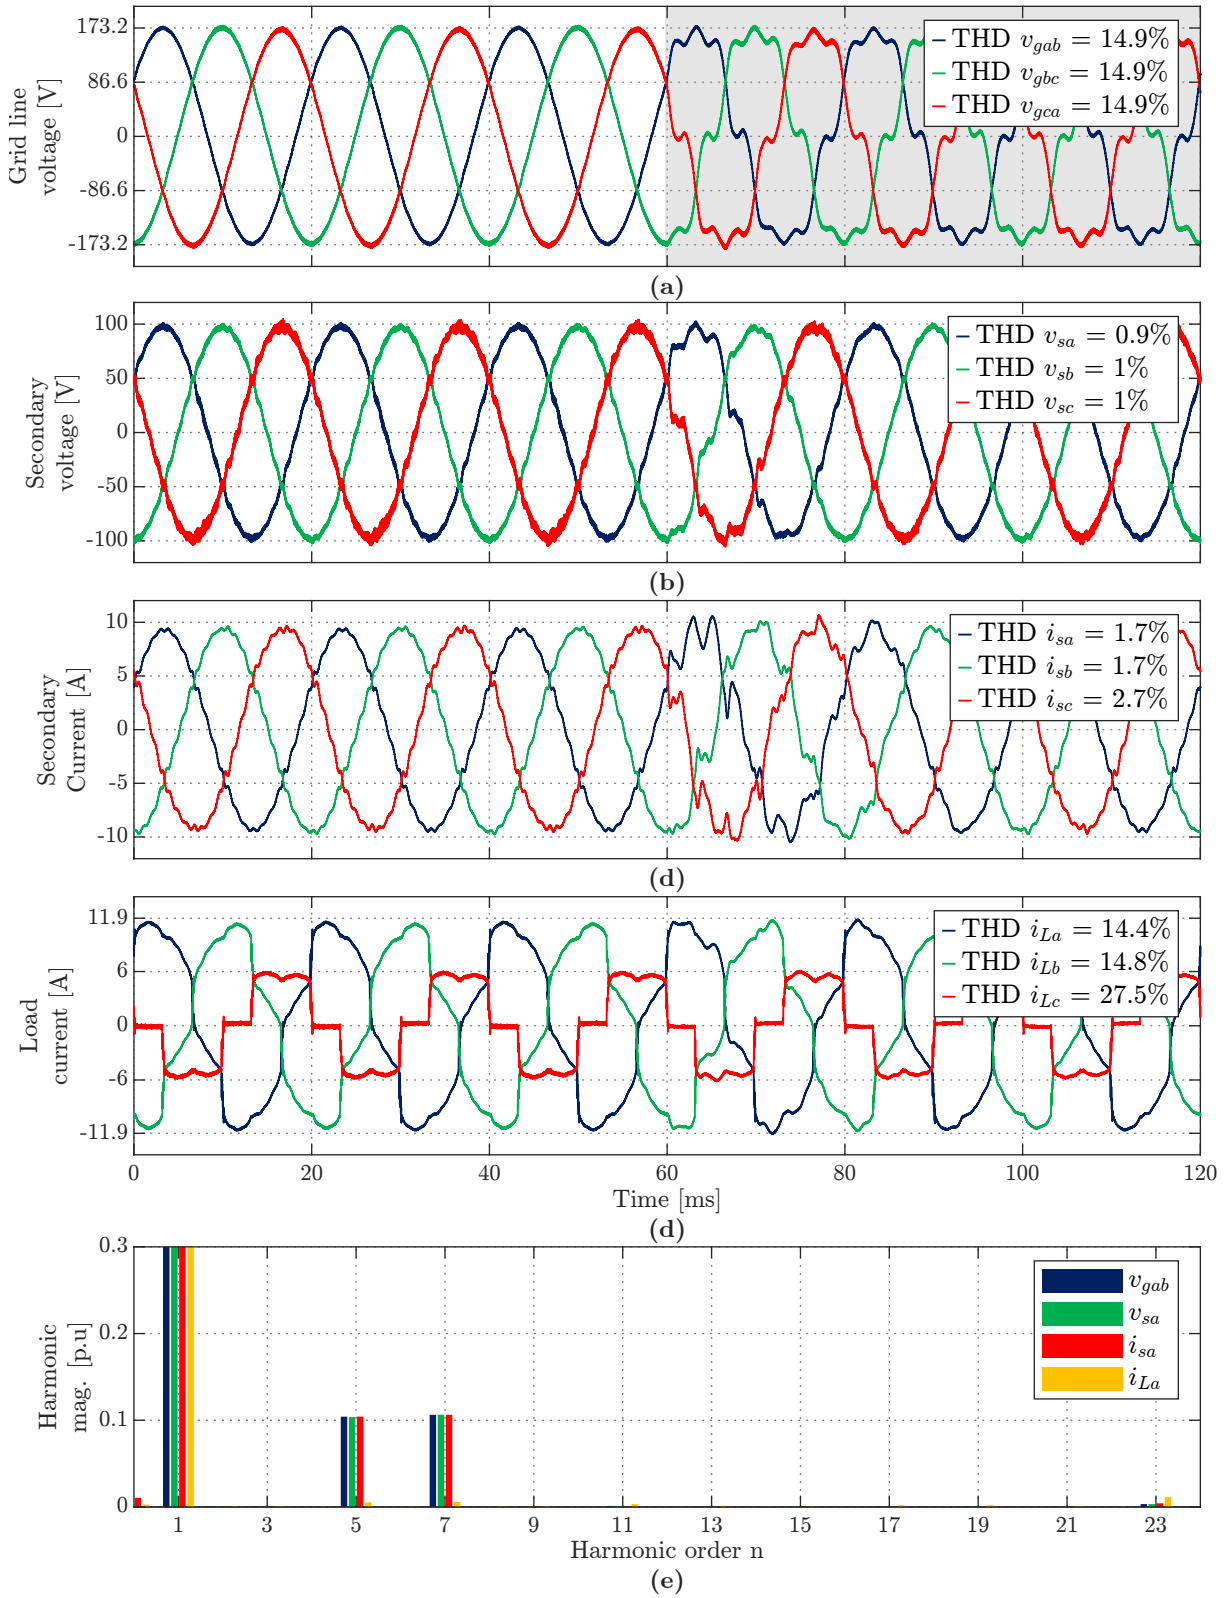 Grid line
voltage [V]
173.2
86.6
0
-86.6
-173.2
THD v_gab = 14.9%
THD v_gbc = 14.9%
THD v_gca = 14.9%
(a)
Secondary
voltage [V]
100
50
0
-50
-100
THD v_sa = 0.9%
THD v_sb = 1%
THD v_sc = 1%
(b)
Secondary
Current [A]
10
5
0
-5
-10
THD i_sa = 1.7%
THD i_sb = 1.7%
THD i_sc = 2.7%
(d)
Load
current [A]
11.9
6
0
-6
-11.9
THD i_La = 14.4%
THD i_Lb = 14.8%
THD i_Lc = 27.5%
0 20 40 60 80 100 120
Time [ms]
(d)
Harmonic
mag. [p.u]
0.3
0.2
0.1
0
v_gab
v_sa
i_sa
i_La
1 3 5 7 9 11 13 15 17 19 21 23
Harmonic order n
(e)